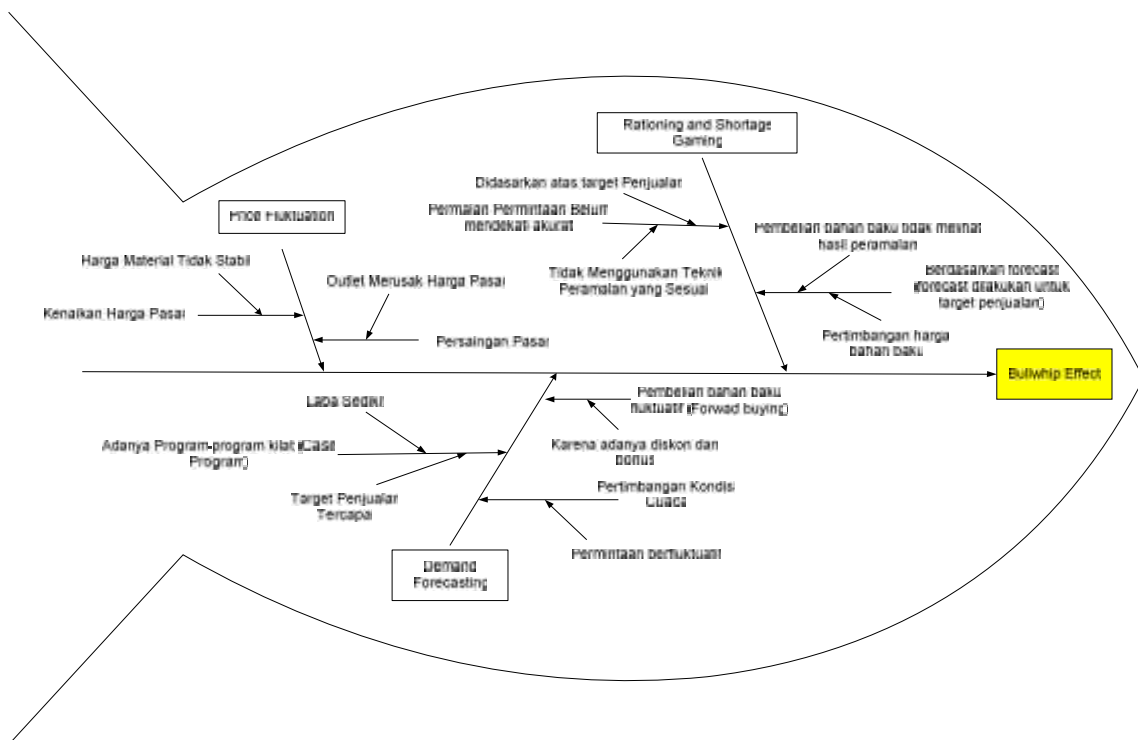 Rationing and Shortage
Gaming
Didasarkan atas target Penjualan
Price Fluktuation
Permaian Permintaan Belum
mendekati akurat
Pembelian bahan baku tidak melihat
hasil peramalan
Harga Material Tidak Stabil
Outlet Merusak Harga Pasar
Tidak Menggunakan Teknik
Peramalan yang Sesuai
Berdasarkan forecast
(forecast dilakukan untuk
target penjualan)
Kenaikan Harga Pasar
Persaingan Pasar
Pertimbangan harga
bahan baku
Bullwhip Effect
Laba Sedikit
Pembelian bahan baku
fluktuatif (Forwad buying)
Adanya Program-program kilat (Case
Program)
Karena adanya diskon dan
bonus
Target Penjualan
Tercapai
Pertimbangan Kondisi
Cuaca
Permintaan berfluktuatif
Demand
Forecasting